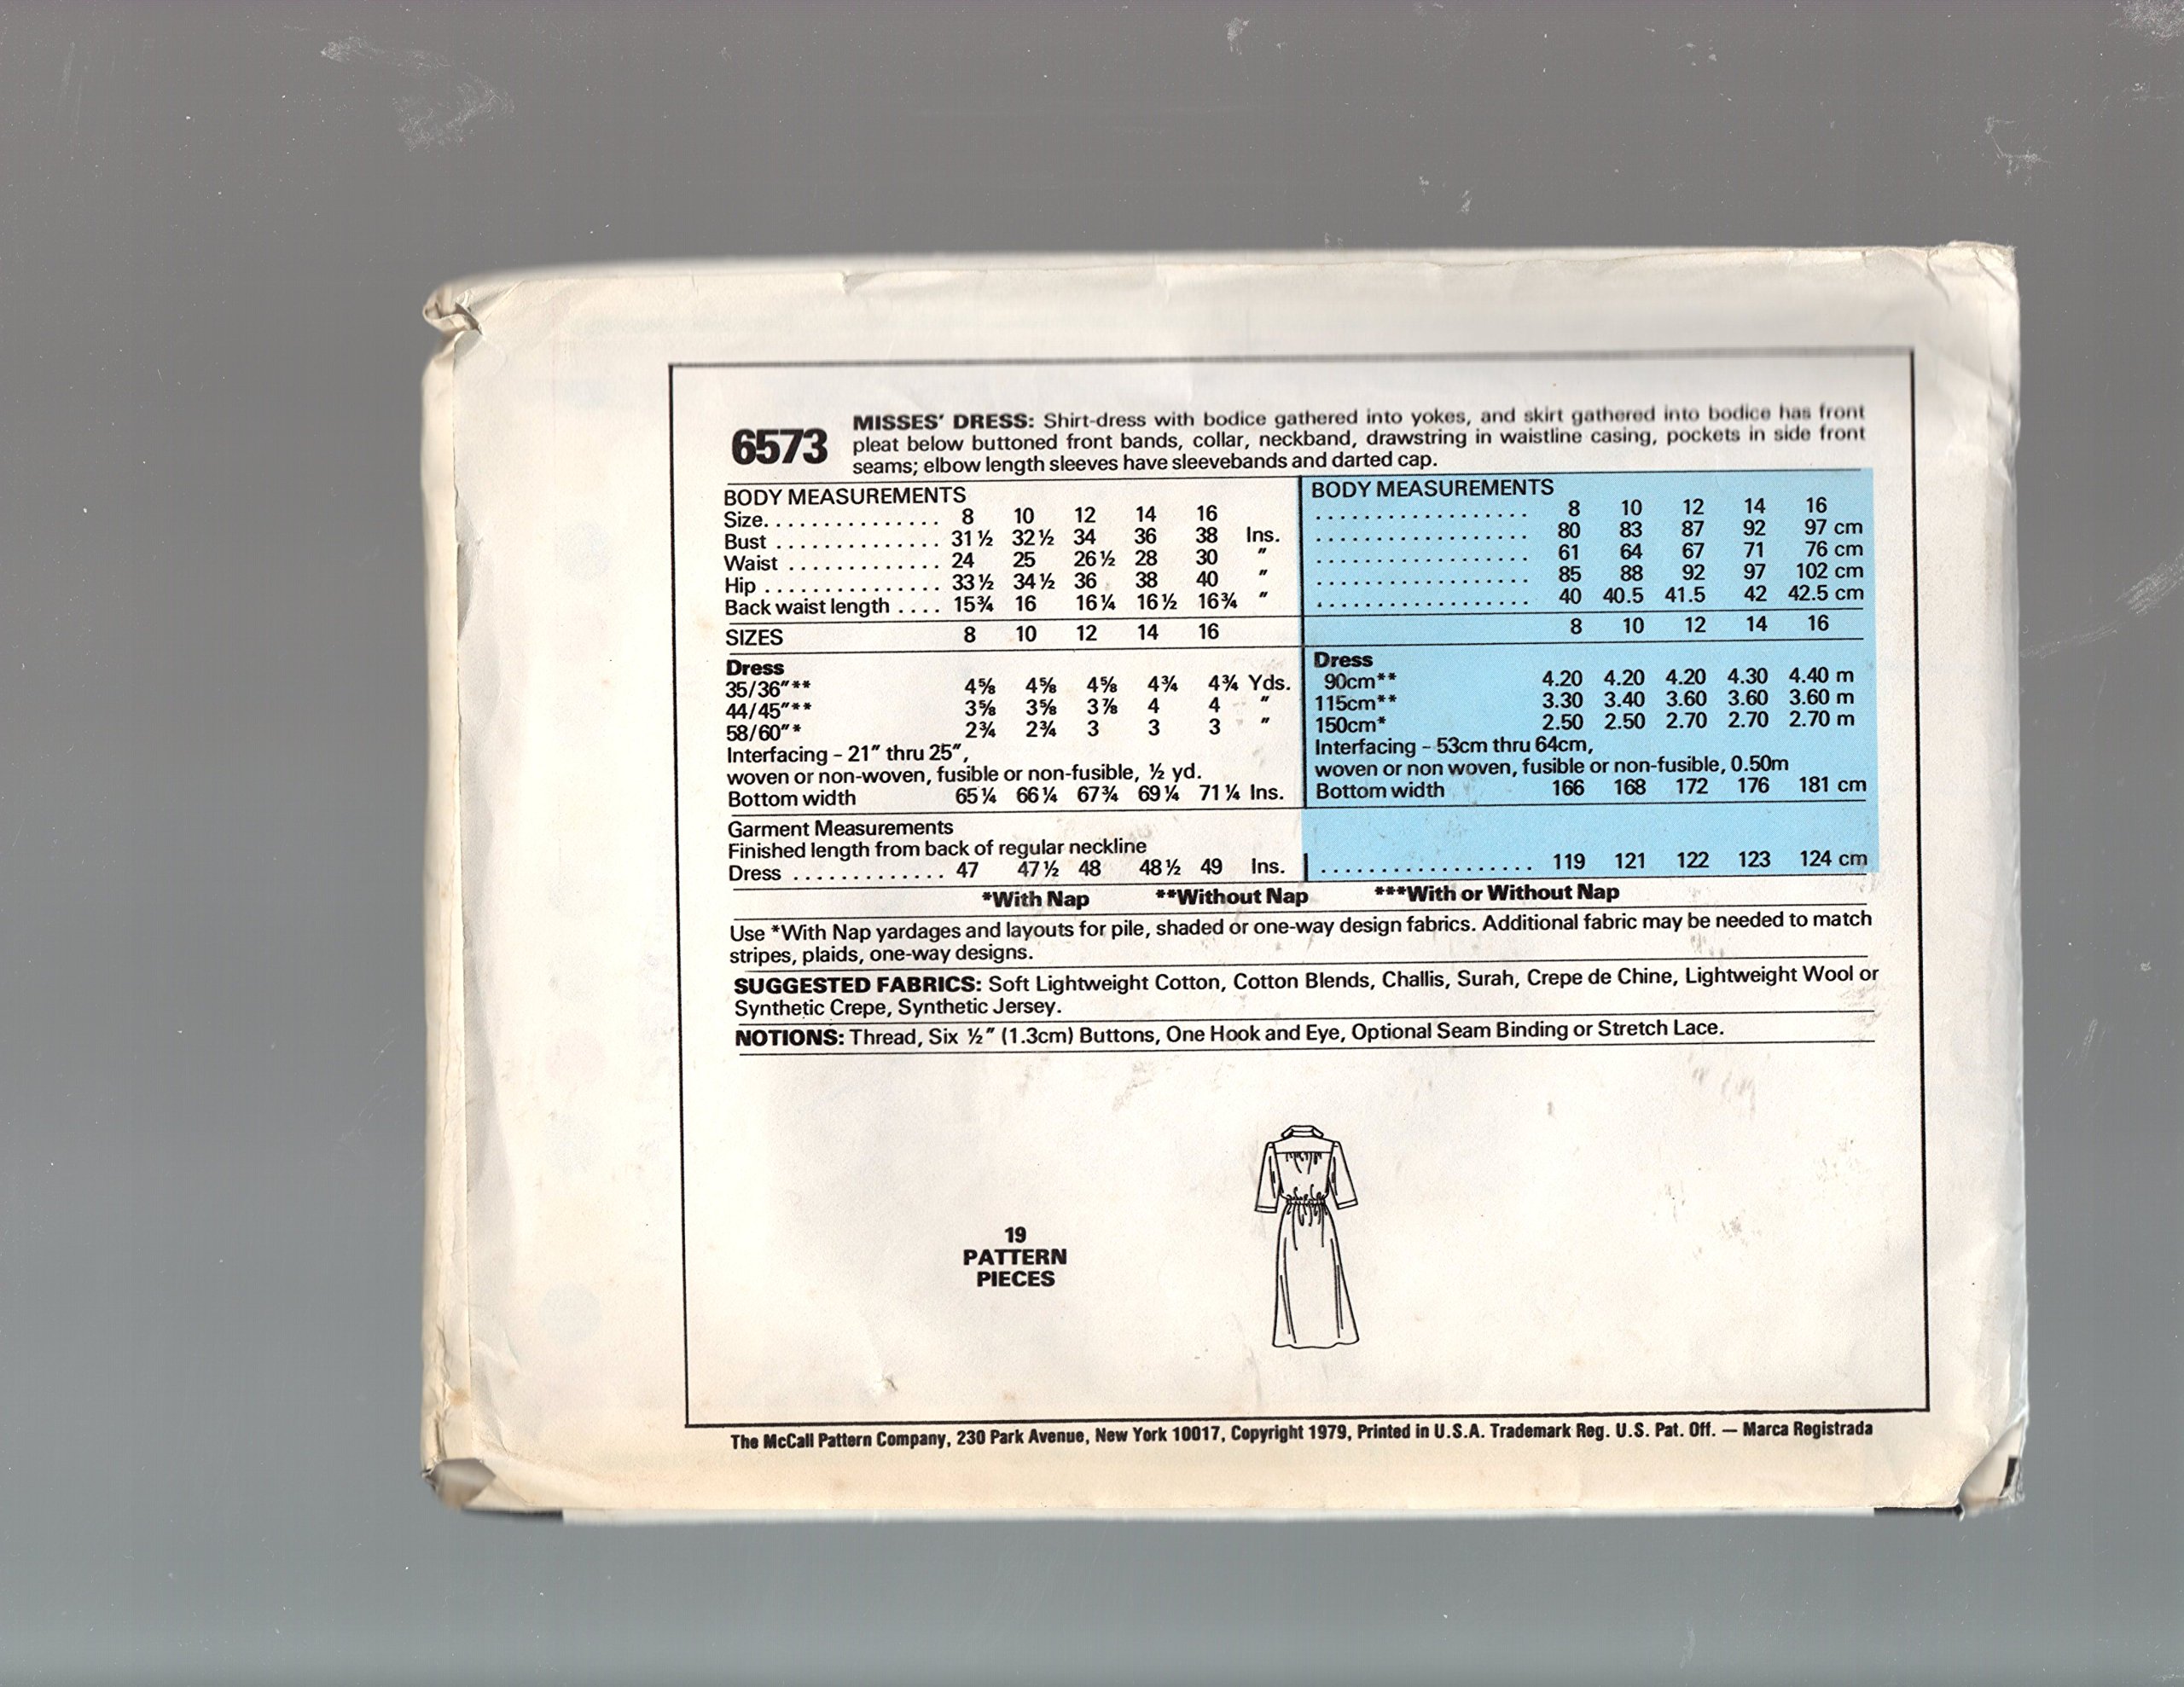 6573
MISSES' DRESS: Shirt-dress with bodice gathered into yokes, and skirt gathered into bodice has front
pleat below buttoned front bands, collar, neckband, drawstring in waistline casing, pockets in side front
seams; elbow length sleeves have sleevebands and darted cap.
BODY MEASUREMENTS
Size. . . . . . . . . . . . . . . 8 10 12 14 16
Bust . . . . . . . . . . . . . . 31½ 32½ 34 36 38 Ins.
Waist . . . . . . . . . . . . . 24 25 26½ 28 30 "
Hip . . . . . . . . . . . . . . . 33½ 34½ 36 38 40 "
Back waist length . . . . 15¾ 16 16¼ 16½ 16¾ "
SIZES 8 10 12 14 16
Dress
35/36"** 4⅝ 4⅝ 4⅝ 4¾ 4¾ Yds.
44/45"** 3⅝ 3⅝ 3⅞ 4 4 "
58/60"* 2¾ 2¾ 3 3 3 "
Interfacing – 21" thru 25",
woven or non-woven, fusible or non-fusible, ½ yd.
Bottom width 65¼ 66¼ 67¾ 69¼ 71¼ Ins.
Garment Measurements
Finished length from back of regular neckline
Dress . . . . . . . . . . . . . 47 47½ 48 48½ 49 Ins.
BODY MEASUREMENTS
. . . . . . . . . . . . . . . . . . 8 10 12 14 16
. . . . . . . . . . . . . . . . . . 80 83 87 92 97 cm
. . . . . . . . . . . . . . . . . . 61 64 67 71 76 cm
. . . . . . . . . . . . . . . . . . 85 88 92 97 102 cm
. . . . . . . . . . . . . . . . . . 40 40.5 41.5 42 42.5 cm
8 10 12 14 16
Dress
90cm** 4.20 4.20 4.20 4.30 4.40 m
115cm** 3.30 3.40 3.60 3.60 3.60 m
150cm* 2.50 2.50 2.70 2.70 2.70 m
Interfacing – 53cm thru 64cm,
woven or non woven, fusible or non-fusible, 0.50m
Bottom width 166 168 172 176 181 cm
. . . . . . . . . . . . . . . . . . 119 121 122 123 124 cm
*With Nap **Without Nap ***With or Without Nap
Use *With Nap yardages and layouts for pile, shaded or one-way design fabrics. Additional fabric may be needed to match
stripes, plaids, one-way designs.
SUGGESTED FABRICS: Soft Lightweight Cotton, Cotton Blends, Challis, Surah, Crepe de Chine, Lightweight Wool or
Synthetic Crepe, Synthetic Jersey.
NOTIONS: Thread, Six ½" (1.3cm) Buttons, One Hook and Eye, Optional Seam Binding or Stretch Lace.
19
PATTERN
PIECES
The McCall Pattern Company, 230 Park Avenue, New York 10017, Copyright 1979, Printed in U.S.A. Trademark Reg. U.S. Pat. Off. — Marca Registrada